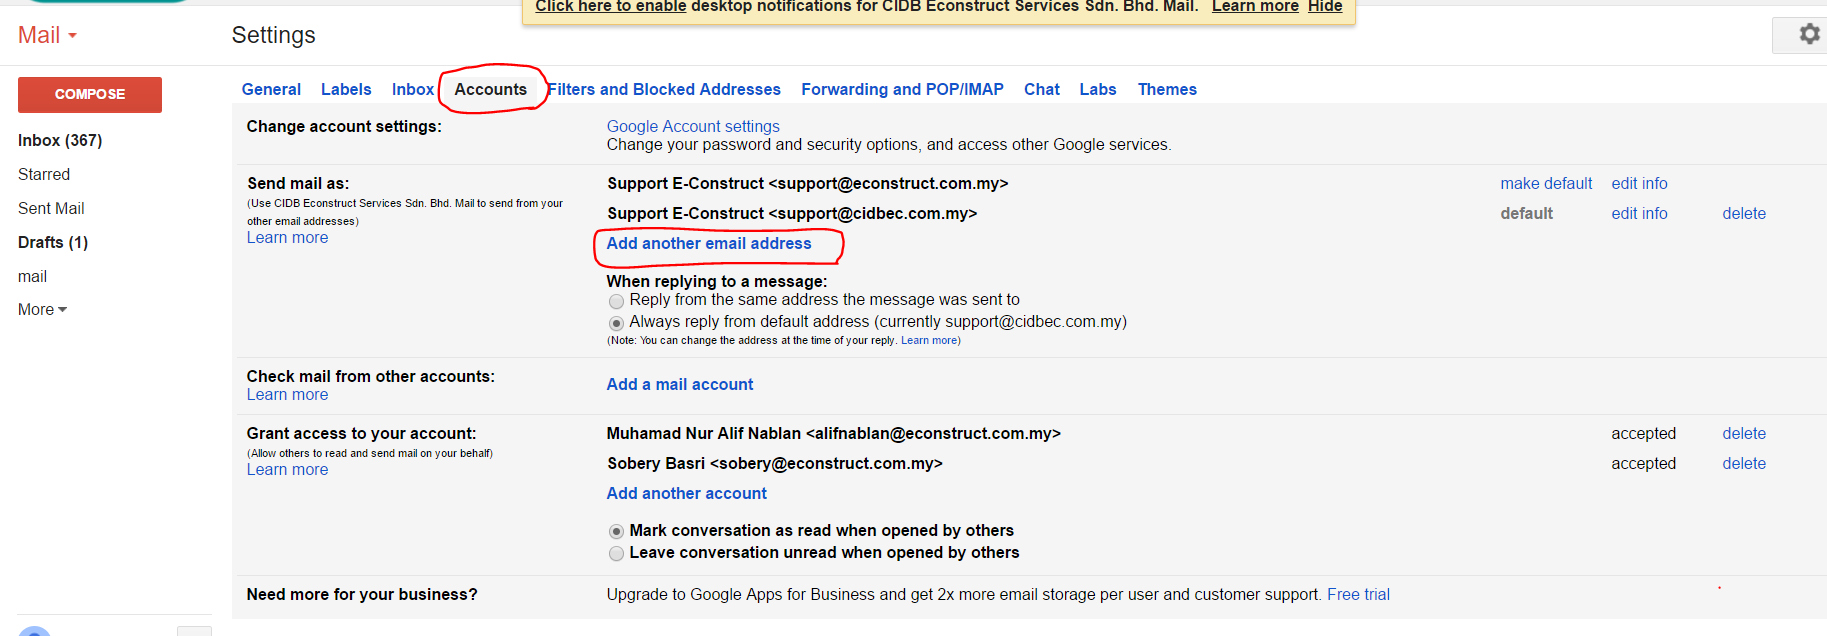 Click here to enable desktop notifications for CIDB Econstruct Services Sdn. Bhd. Mail. Learn more Hide
Mail
Settings
COMPOSE
General Labels Inbox Accounts Filters and Blocked Addresses Forwarding and POP/IMAP Chat Labs Themes
Inbox (367)
Starred
Sent Mail
Drafts (1)
mail
More
Change account settings:
Google Account settings
Change your password and security options, and access other Google services.
Send mail as:
(Use CIDB Econstruct Services Sdn. Bhd. Mail to send from your
other email addresses)
Learn more
Support E-Construct <support@econstruct.com.my> make default edit info
Support E-Construct <support@cidbec.com.my> default edit info delete
Add another email address
When replying to a message:
Reply from the same address the message was sent to
Always reply from default address (currently support@cidbec.com.my)
(Note: You can change the address at the time of your reply. Learn more)
Check mail from other accounts:
Learn more
Add a mail account
Grant access to your account:
(Allow others to read and send mail on your behalf)
Learn more
Muhamad Nur Alif Nablan <alifnablan@econstruct.com.my> accepted delete
Sobery Basri <sobery@econstruct.com.my> accepted delete
Add another account
Mark conversation as read when opened by others
Leave conversation unread when opened by others
Need more for your business?
Upgrade to Google Apps for Business and get 2x more email storage per user and customer support. Free trial